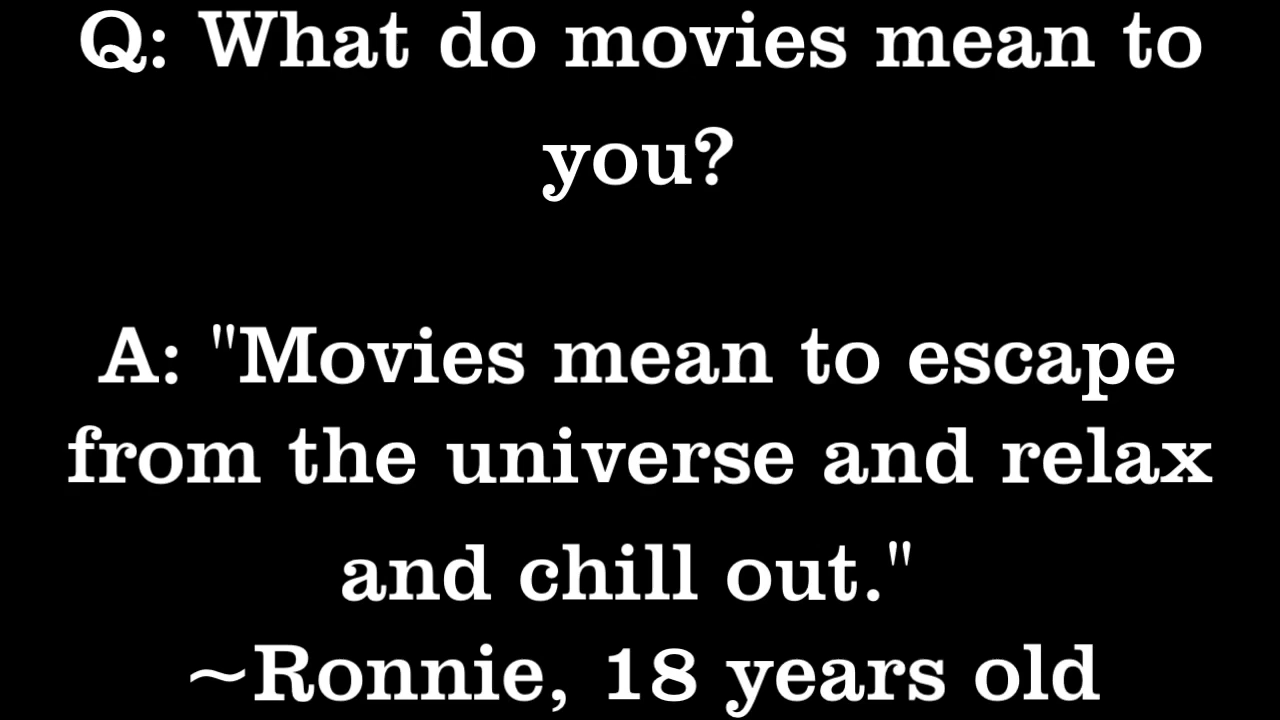 Q: What do movies mean to
you?
A: "Movies mean to escape
from the universe and relax
and chill out."
~Ronnie, 18 years old